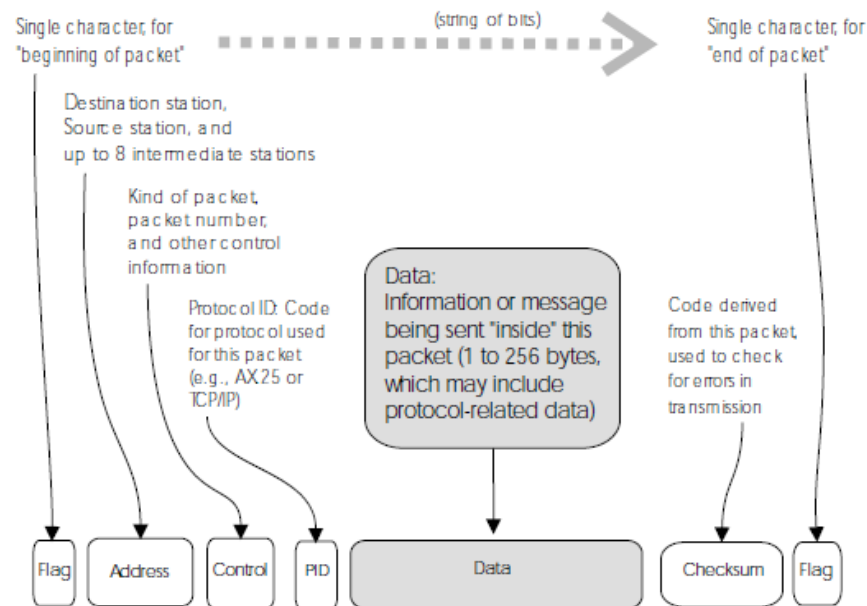 Single character, for
"beginning of packet"
(string of bits)
Single character, for
"end of packet"
Destination station,
Source station, and
up to 8 intermediate stations
Kind of packet,
packet number,
and other control
information
Protocol ID: Code
for protocol used
for this packet
(e.g., AX.25 or
TCP/IP)
Data:
Information or message
being sent "inside" this
packet (1 to 256 bytes,
which may include
protocol-related data)
Code derived
from this packet,
used to check
for errors in
transmission
Flag
Address
Control
PID
Data
Checksum
Flag